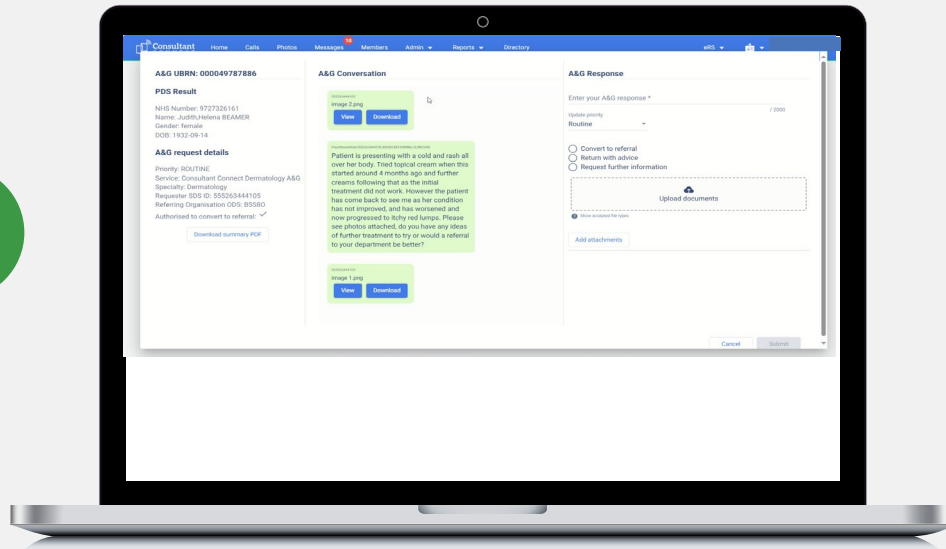 Consultant Home Calls Photos Messages 16 Members Admin Reports Directory eRS
A&G UBRN: 000049787886
PDS Result
NHS Number: 9727326161
Name: Judith,Helena BEAMER
Gender: female
DOB: 1932-09-14
A&G request details
Priority: ROUTINE
Service: Consultant Connect Dermatology A&G
Specialty: Dermatology
Requester SDS ID: 555263444105
Referring Organisation ODS: B5SB0
Authorised to convert to referral:
Download summary PDF
A&G Conversation
image 2.png
View Download
Patient is presenting with a cold and rash all
over her body. Tried topical cream when this
started around 4 months ago and further
creams following that as the initial
treatment did not work. However the patient
has come back to see me as her condition
has not improved, and has worsened and
now progressed to itchy red lumps. Please
see photos attached, do you have any ideas
of further treatment to try or would a referral
to your department be better?
image 1.png
View Download
A&G Response
Enter your A&G response *
/ 2000
Update priority
Routine
Convert to referral
Return with advice
Request further information
Upload documents
Show accepted file types
Add attachments
Cancel Submit